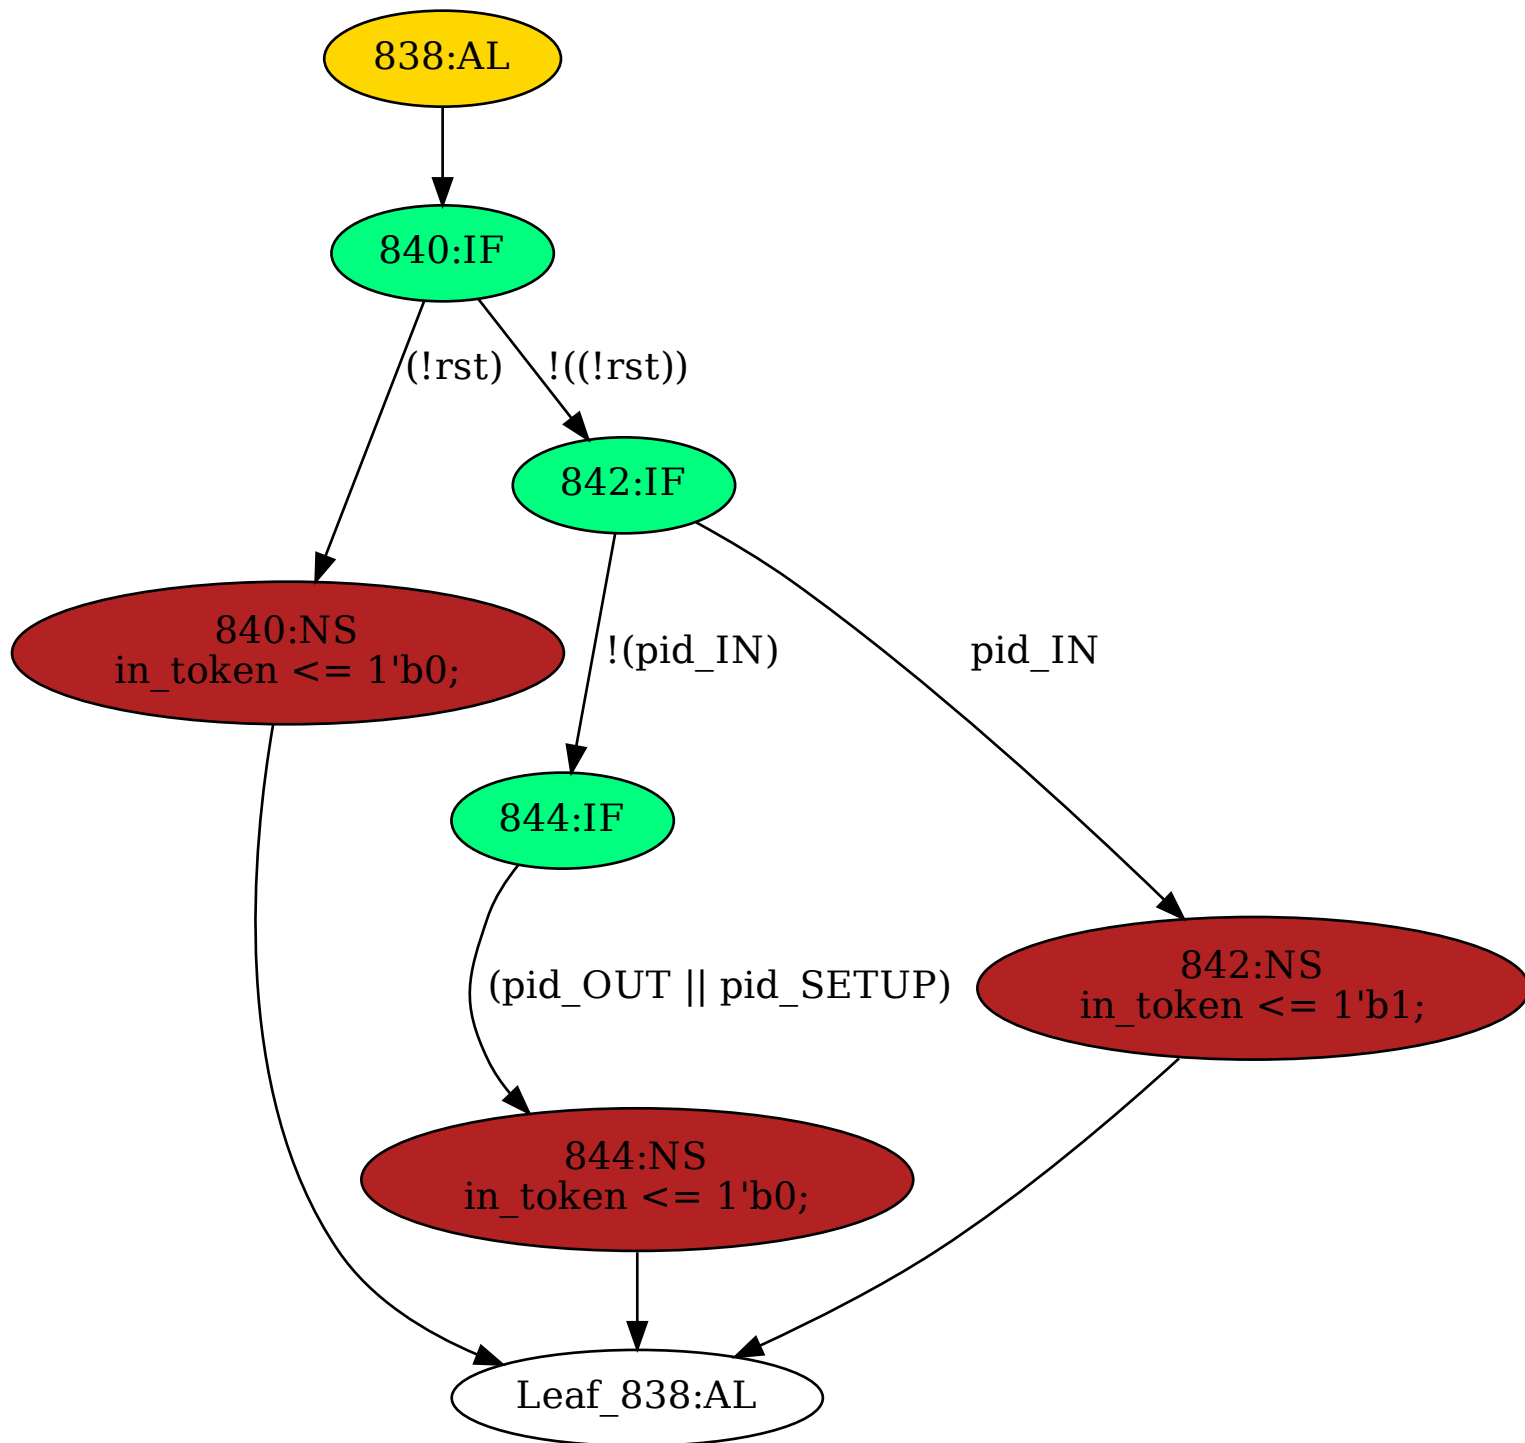 838:AL
840:IF
(!rst)
!((!rst))
842:IF
840:NS
in_token <= 1'b0;
!(pid_IN)
pid_IN
844:IF
(pid_OUT || pid_SETUP)
842:NS
in_token <= 1'b1;
844:NS
in_token <= 1'b0;
Leaf_838:AL